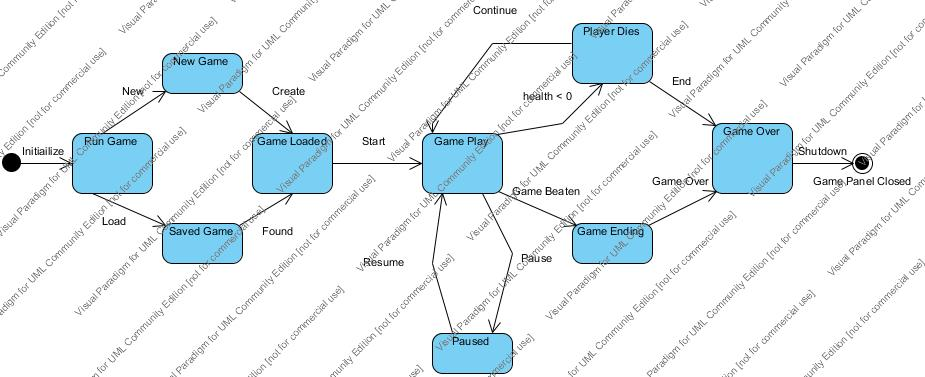 Continue
Player Dies
New Game
End
New
Create
health < 0
Game Over
Run Game
Game Loaded
Start
Game Play
Initiailize
Shutdown
Game Over
Game Panel Closed
Game Beaten
Load
Saved Game
Found
Game Ending
Resume
Pause
Paused
Visual Paradigm for UML Community Edition [not for commercial use]